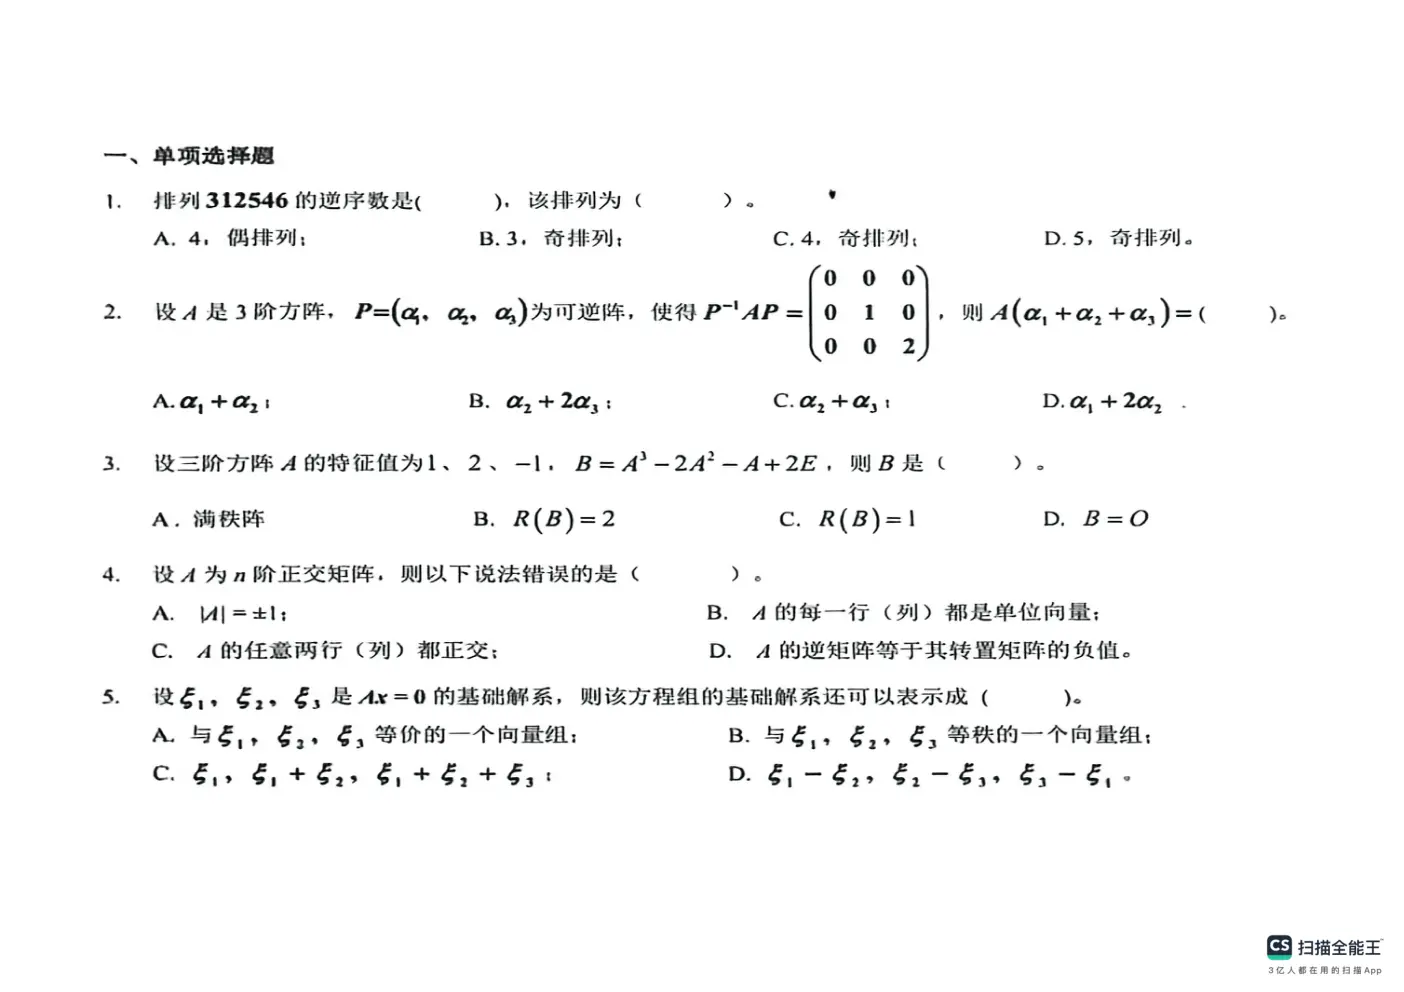 一、单项选择题
1. 排列 312546 的逆序数是( ), 该排列为（ ）。
A. 4, 偶排列; B. 3, 奇排列; C. 4, 奇排列; D. 5, 奇排列。
2. 设 A 是 3 阶方阵, P=(α₁, α₂, α₃)为可逆阵, 使得 P⁻¹AP = (0 0 0; 0 1 0; 0 0 2), 则 A(α₁+α₂+α₃)=( )。
A. α₁+α₂; B. α₂+2α₃; C. α₂+α₃; D. α₁+2α₂.
3. 设三阶方阵 A 的特征值为1、2、-1, B = A³-2A²-A+2E, 则 B 是（ ）。
A. 满秩阵 B. R(B)=2 C. R(B)=1 D. B=O
4. 设 A 为 n 阶正交矩阵, 则以下说法错误的是（ ）。
A. |A|=±1; B. A 的每一行（列）都是单位向量;
C. A 的任意两行（列）都正交; D. A 的逆矩阵等于其转置矩阵的负值。
5. 设 ξ₁, ξ₂, ξ₃ 是 Ax = 0 的基础解系, 则该方程组的基础解系还可以表示成 ( )。
A. 与 ξ₁, ξ₂, ξ₃ 等价的一个向量组; B. 与 ξ₁, ξ₂, ξ₃ 等秩的一个向量组;
C. ξ₁, ξ₁+ξ₂, ξ₁+ξ₂+ξ₃; D. ξ₁-ξ₂, ξ₂-ξ₃, ξ₃-ξ₁。
CS 扫描全能王
3亿人都在用的扫描App